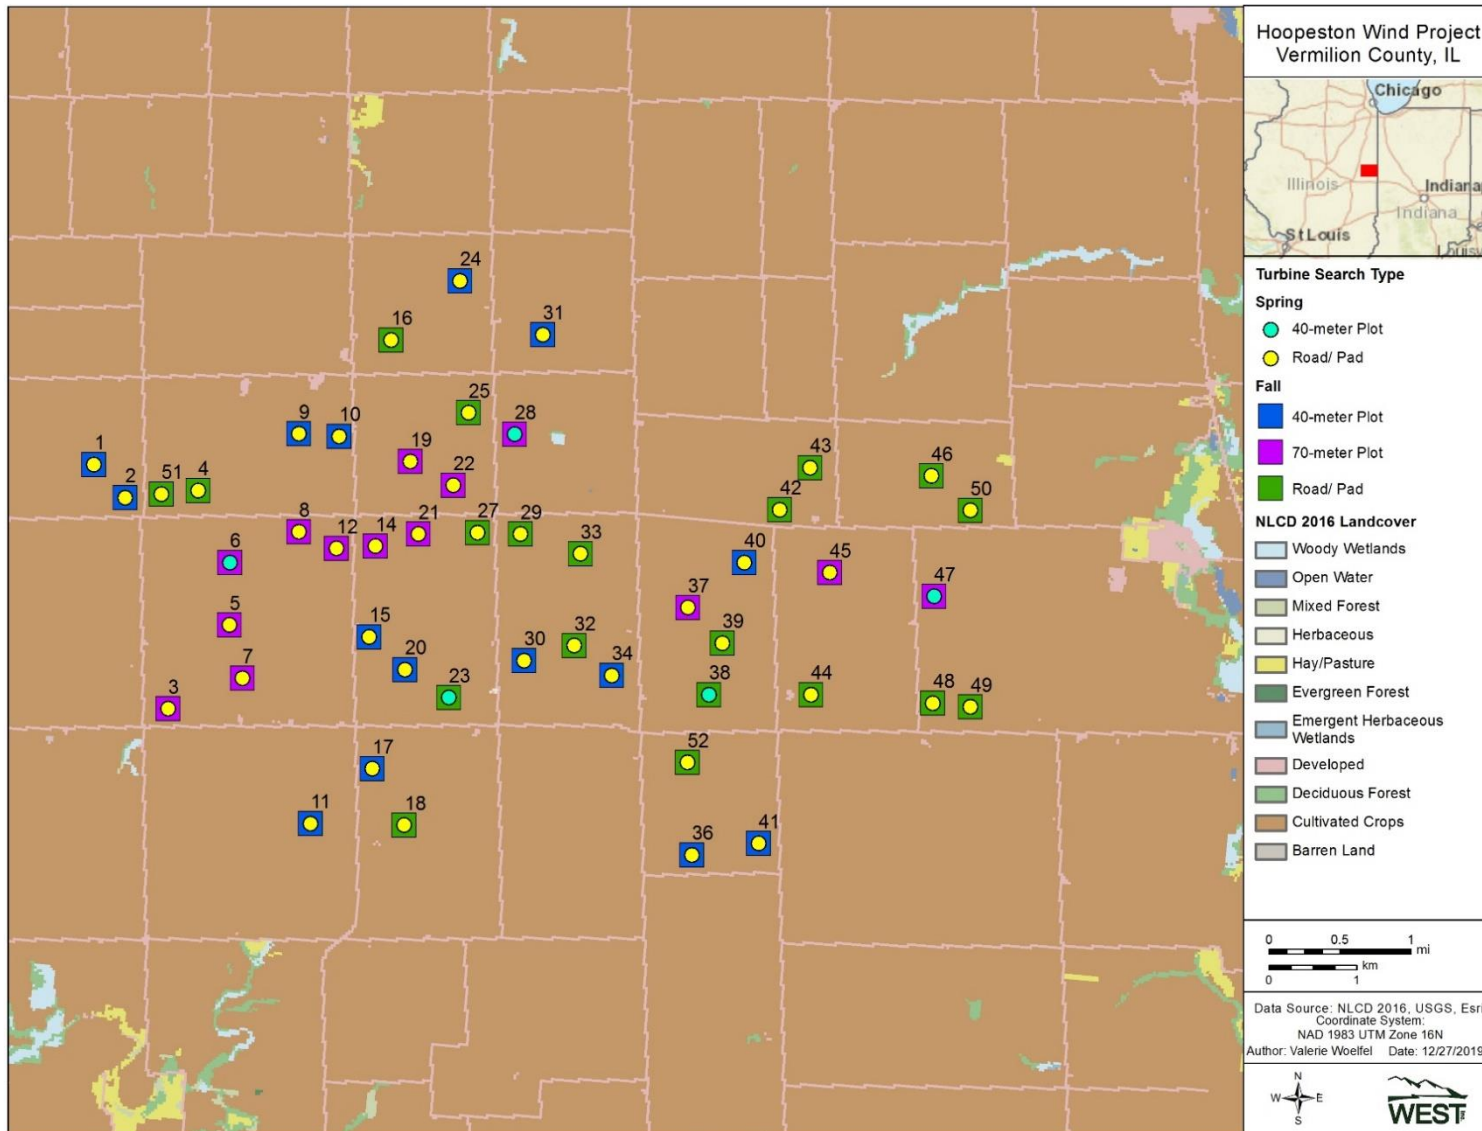 Hoopeston Wind Project
Vermilion County, IL
Chicago
Illinois
Indiana
Indiana
St Louis
Turbine Search Type
Spring
40-meter Plot
Road/ Pad
Fall
40-meter Plot
70-meter Plot
Road/ Pad
NLCD 2016 Landcover
Woody Wetlands
Open Water
Mixed Forest
Herbaceous
Hay/Pasture
Evergreen Forest
Emergent Herbaceous
Wetlands
Developed
Deciduous Forest
Cultivated Crops
Barren Land
0 0.5 1
mi
km
0 1
Data Source: NLCD 2016, USGS, Esri
Coordinate System:
NAD 1983 UTM Zone 16N
Author: Valerie Woelfel Date: 12/27/2019
N
W E
S
WEST
24
31
16
25
28
9
10
19
22
1
2
51
4
43
46
42
50
8
12
14
21
27
29
33
6
40
45
47
37
5
15
32
39
7
20
30
34
23
38
44
48
49
3
17
52
11
18
36
41